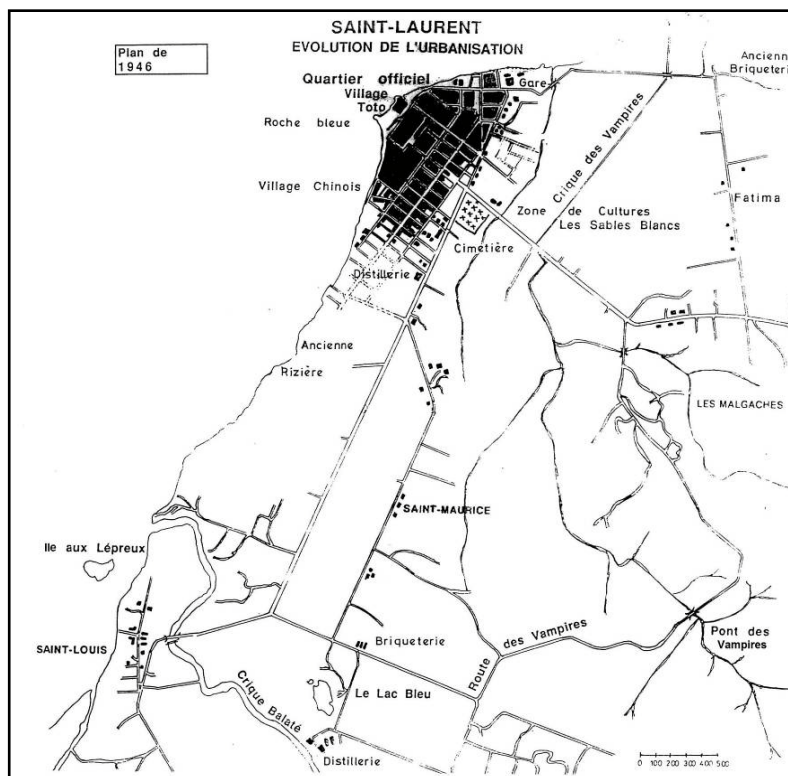 SAINT-LAURENT
EVOLUTION DE L'URBANISATION
Plan de
1946
Quartier officiel
Village
Toto
Gare
Ancienne
Briqueterie
Roche bleue
Crique des Vampires
Village Chinois
Zone de Cultures
Les Sables Blancs
Fatima
Cimetière
Distillerie
Ancienne
Rizière
LES MALGACHES
SAINT-MAURICE
Ile aux Lépreux
SAINT-LOUIS
Briqueterie
Route des Vampires
Pont des
Vampires
Crique Balaté
Le Lac Bleu
Distillerie
0 100 200 300 400 500